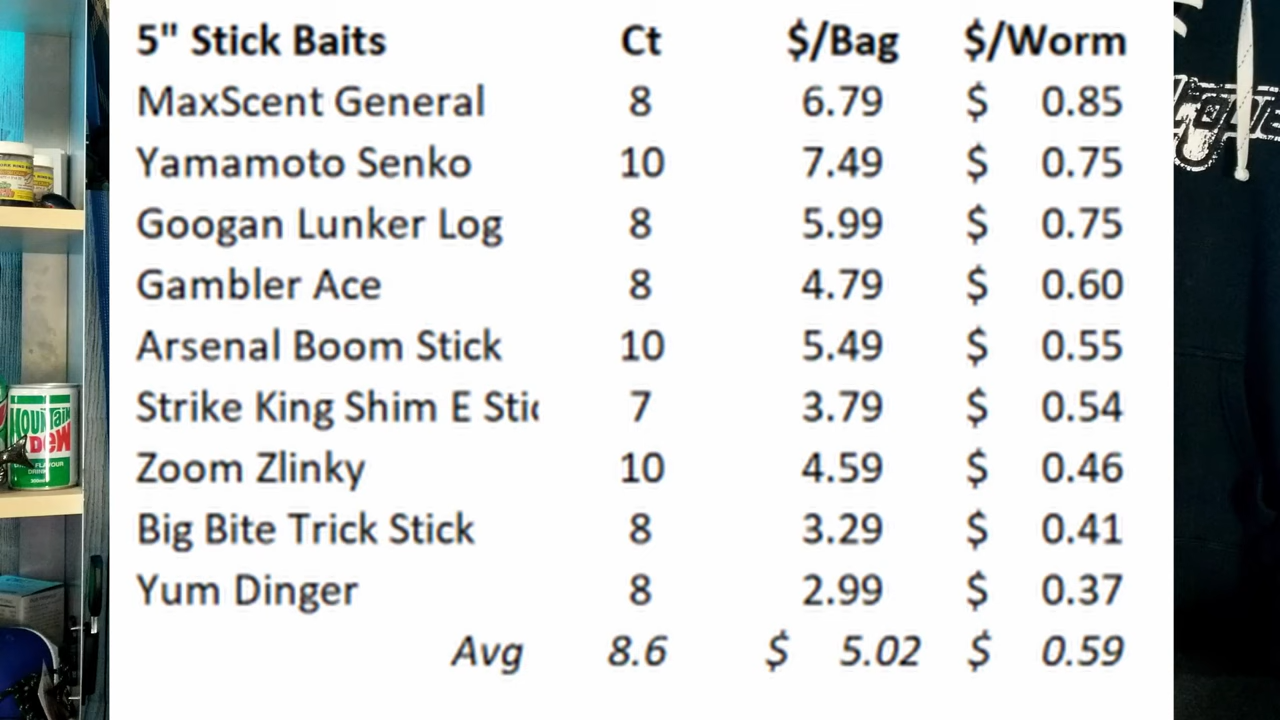 5" Stick Baits Ct $/Bag $/Worm
MaxScent General 8 6.79 $ 0.85
Yamamoto Senko 10 7.49 $ 0.75
Googan Lunker Log 8 5.99 $ 0.75
Gambler Ace 8 4.79 $ 0.60
Arsenal Boom Stick 10 5.49 $ 0.55
Strike King Shim E Stic 7 3.79 $ 0.54
Zoom Zlinky 10 4.59 $ 0.46
Big Bite Trick Stick 8 3.29 $ 0.41
Yum Dinger 8 2.99 $ 0.37
Avg 8.6 $ 5.02 $ 0.59
MOUNTAIN
DEW